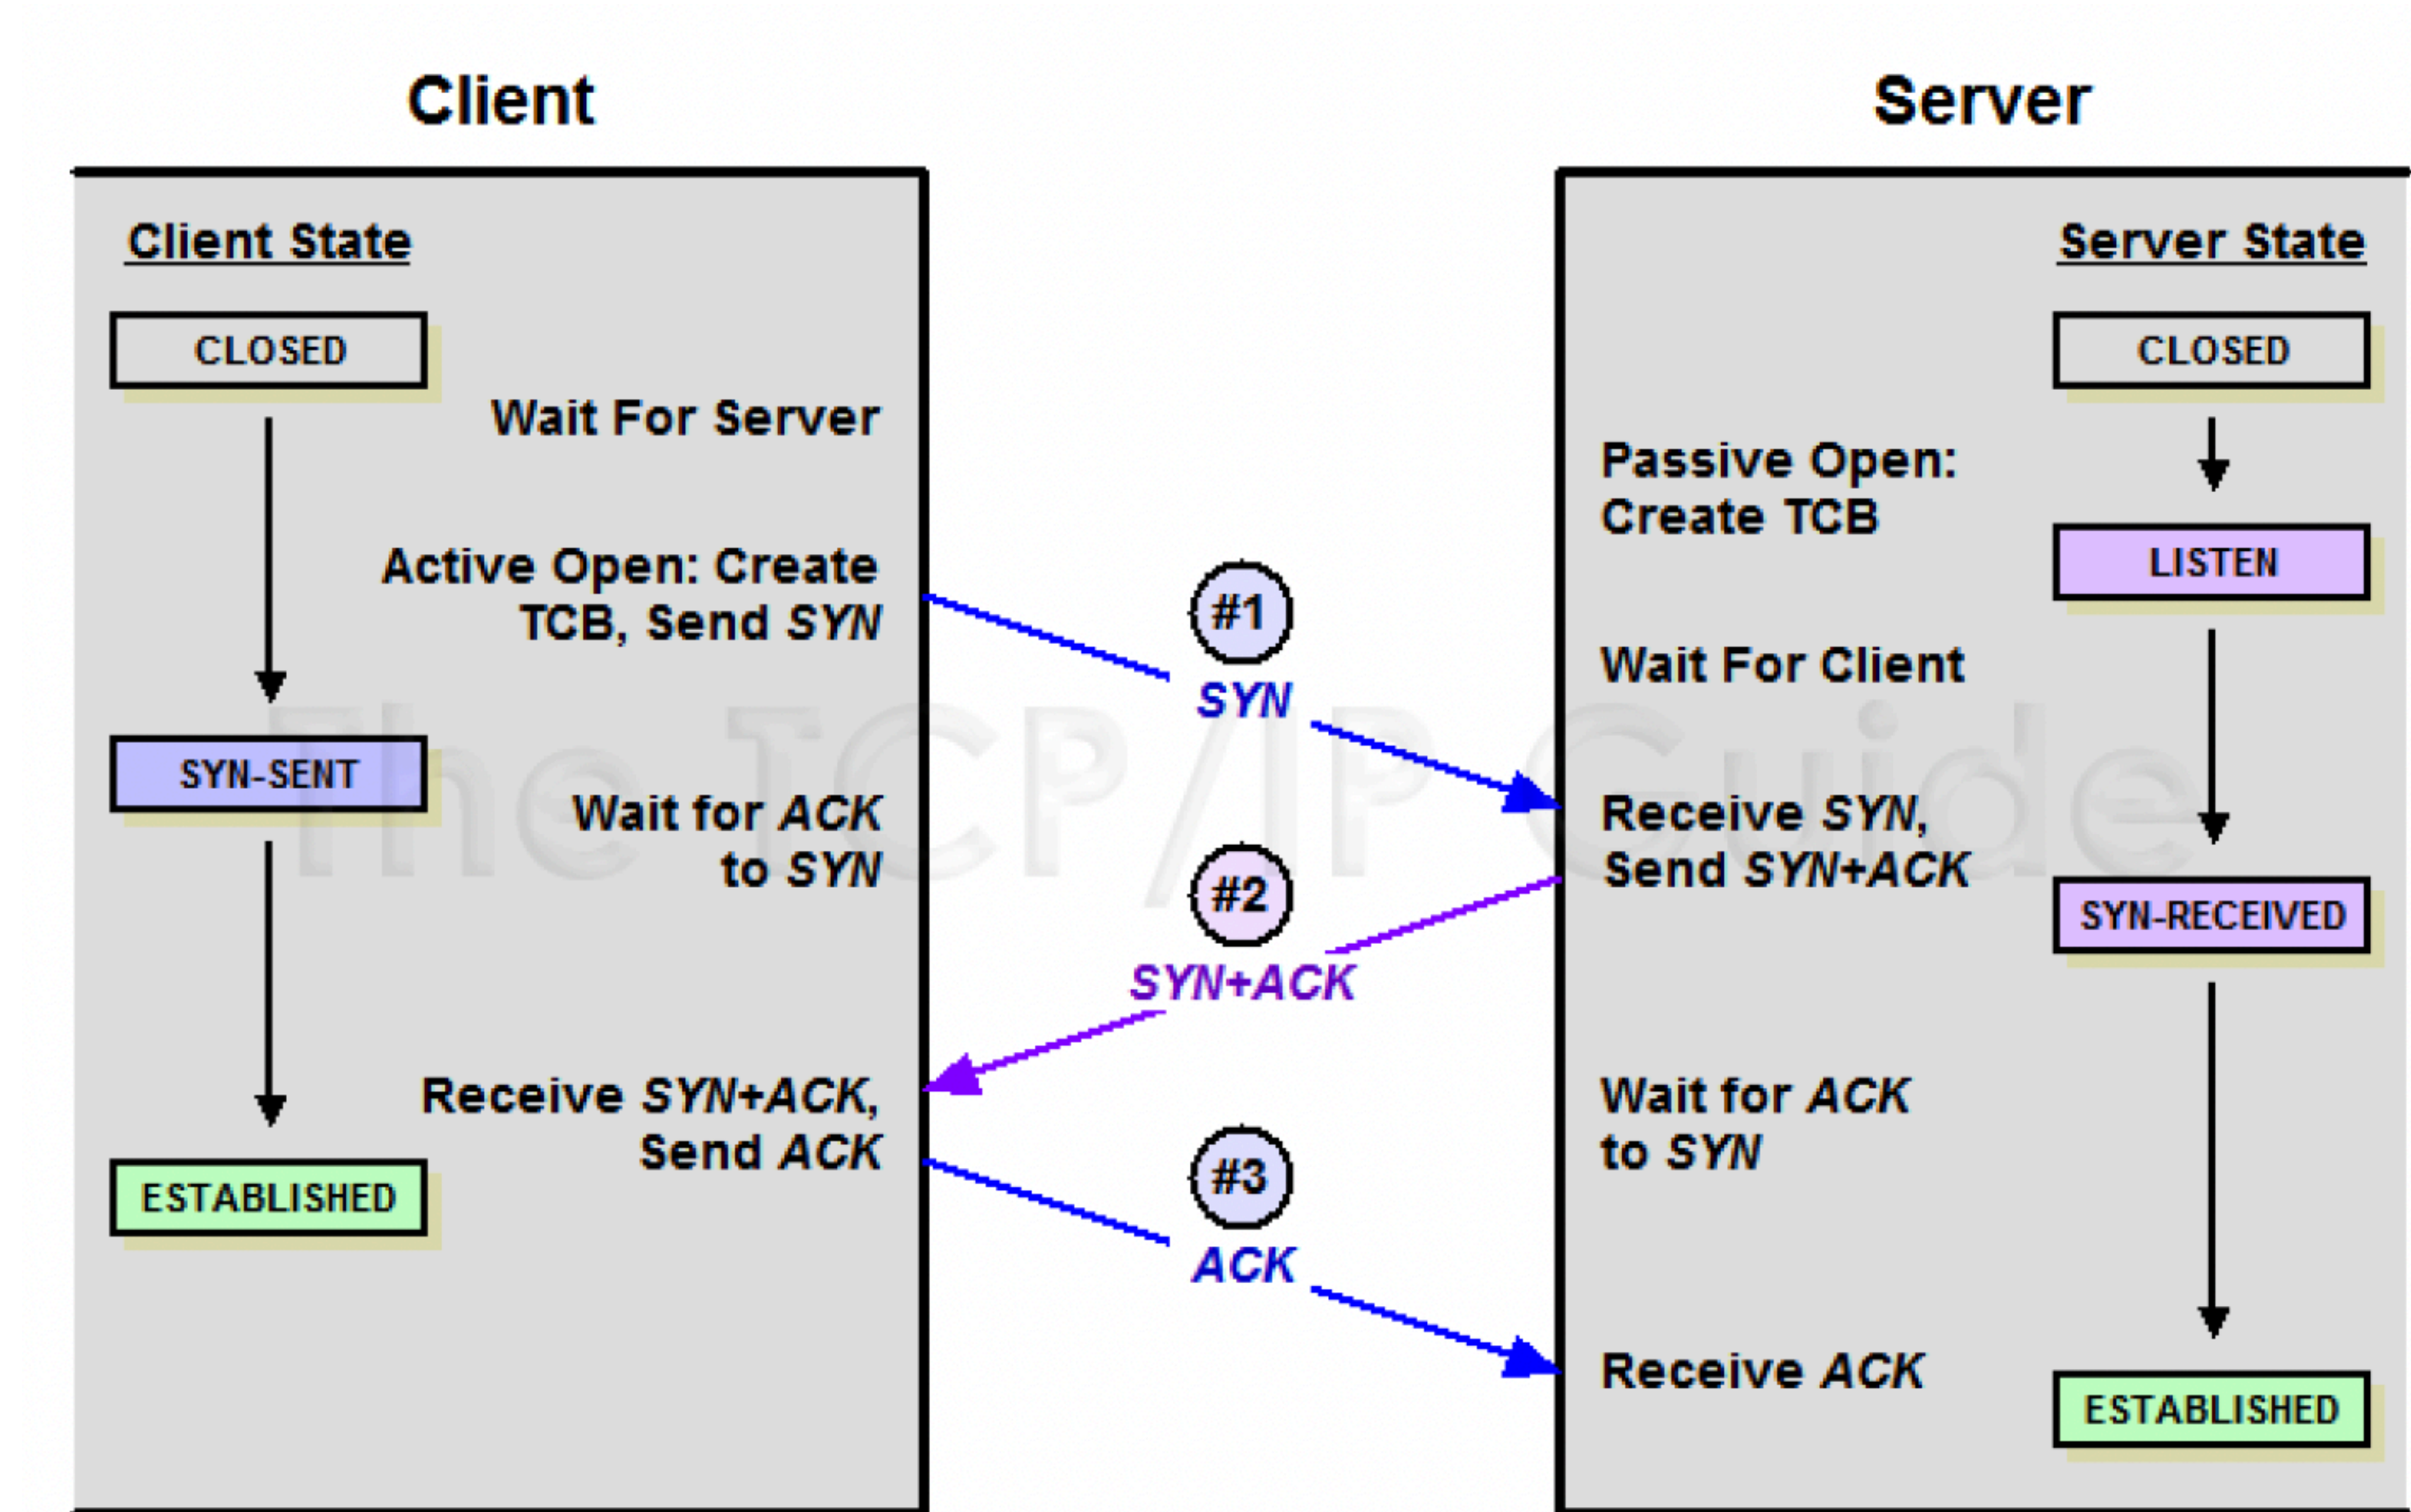 Client
Server
Client State
CLOSED
Wait For Server
Active Open: Create
TCB, Send SYN
SYN-SENT
Wait for ACK
to SYN
Receive SYN+ACK,
Send ACK
ESTABLISHED
#1
SYN
#2
SYN+ACK
#3
ACK
Server State
CLOSED
Passive Open:
Create TCB
LISTEN
Wait For Client
Receive SYN,
Send SYN+ACK
SYN-RECEIVED
Wait for ACK
to SYN
Receive ACK
ESTABLISHED
The TCP/IP Guide